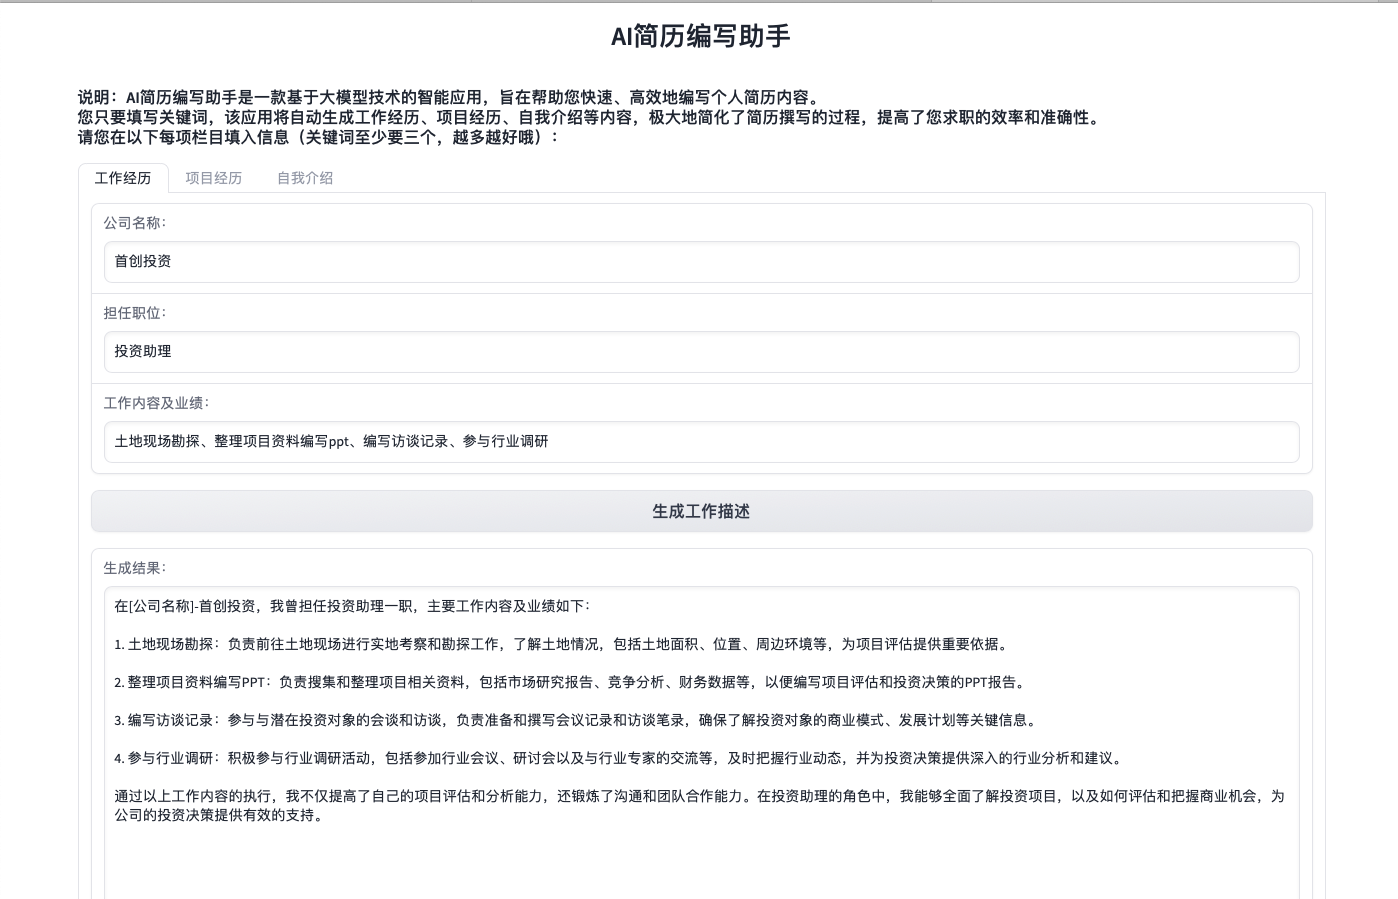 AI简历编写助手
说明：AI简历编写助手是一款基于大模型技术的智能应用，旨在帮助您快速、高效地编写个人简历内容。
您只要填写关键词，该应用将自动生成工作经历、项目经历、自我介绍等内容，极大地简化了简历撰写的过程，提高了您求职的效率和准确性。
请您在以下每项栏目填入信息（关键词至少要三个，越多越好哦）：
工作经历 项目经历 自我介绍
公司名称:
首创投资
担任职位:
投资助理
工作内容及业绩:
土地现场勘探、整理项目资料编写ppt、编写访谈记录、参与行业调研
生成工作描述
生成结果:
在[公司名称]-首创投资，我曾担任投资助理一职，主要工作内容及业绩如下：
1. 土地现场勘探：负责前往土地现场进行实地考察和勘探工作，了解土地情况，包括土地面积、位置、周边环境等，为项目评估提供重要依据。
2. 整理项目资料编写PPT：负责搜集和整理项目相关资料，包括市场研究报告、竞争分析、财务数据等，以便编写项目评估和投资决策的PPT报告。
3. 编写访谈记录：参与与潜在投资对象的会谈和访谈，负责准备和撰写会议记录和访谈笔录，确保了解投资对象的商业模式、发展计划等关键信息。
4. 参与行业调研：积极参与行业调研活动，包括参加行业会议、研讨会以及与行业专家的交流等，及时把握行业动态，并为投资决策提供深入的行业分析和建议。
通过以上工作内容的执行，我不仅提高了自己的项目评估和分析能力，还锻炼了沟通和团队合作能力。在投资助理的角色中，我能够全面了解投资项目，以及如何评估和把握商业机会，为
公司的投资决策提供有效的支持。